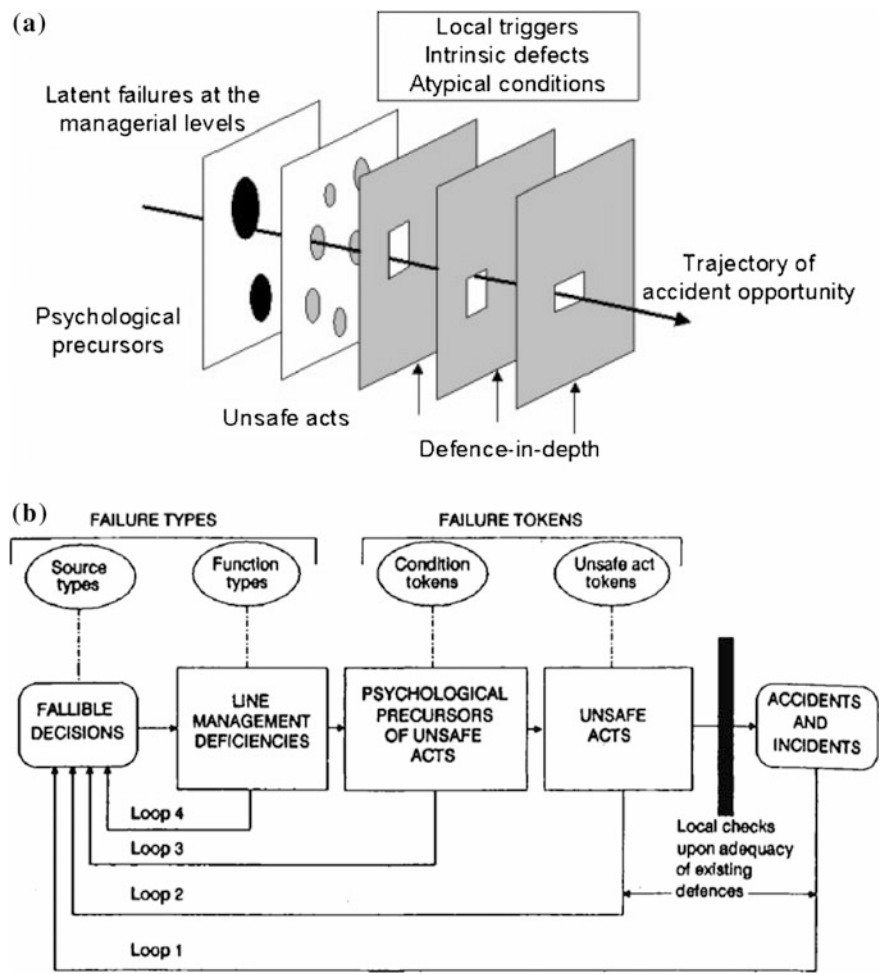 (a)
Local triggers
Intrinsic defects
Atypical conditions
Latent failures at the
managerial levels
Trajectory of
accident opportunity
Psychological
precursors
Unsafe acts
Defence-in-depth
(b)
FAILURE TYPES
FAILURE TOKENS
Source
types
Function
types
Condition
tokens
Unsafe act
tokens
FALLIBLE
DECISIONS
LINE
MANAGEMENT
DEFICIENCIES
PSYCHOLOGICAL
PRECURSORS
OF UNSAFE
ACTS
UNSAFE
ACTS
ACCIDENTS
AND
INCIDENTS
Loop 4
Loop 3
Loop 2
Loop 1
Local checks
upon adequacy
of existing
defences